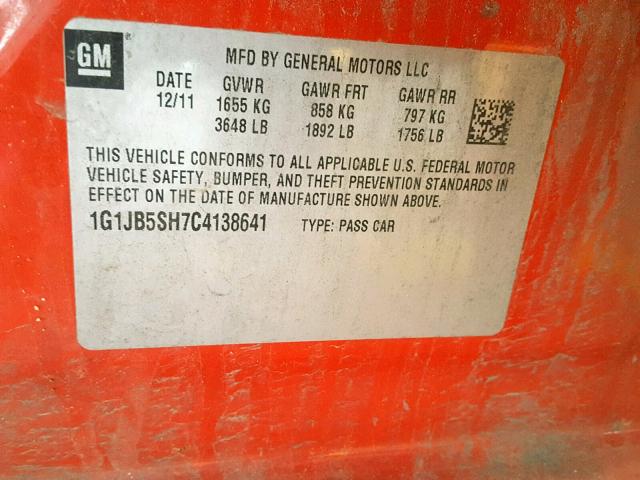 GM
MFD BY GENERAL MOTORS LLC
DATE GVWR GAWR FRT GAWR RR
12/11 1655 KG 858 KG 797 KG
3648 LB 1892 LB 1756 LB
THIS VEHICLE CONFORMS TO ALL APPLICABLE U.S. FEDERAL MOTOR
VEHICLE SAFETY, BUMPER, AND THEFT PREVENTION STANDARDS IN
EFFECT ON THE DATE OF MANUFACTURE SHOWN ABOVE.
1G1JB5SH7C4138641 TYPE: PASS CAR